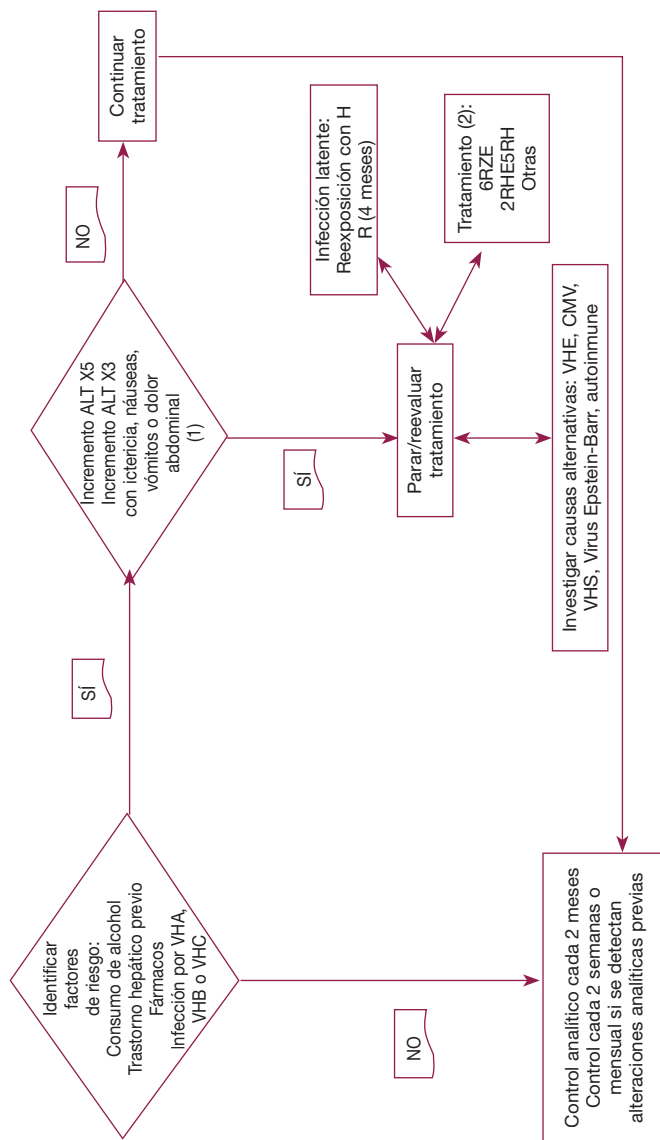 Identificar
factores
de riesgo:
Consumo de alcohol
Trastorno hepático previo
Fármacos
Infección por VHA,
VHB o VHC
SÍ
NO
Incremento ALT X5
Incremento ALT X3
con ictericia, náuseas,
vómitos o dolor
abdominal
(1)
NO
Continuar
tratamiento
SÍ
Parar/reevaluar
tratamiento
Infección latente:
Reexposición con H
R (4 meses)
Tratamiento (2):
6RZE
2RHE5RH
Otras
Investigar causas alternativas: VHE, CMV,
VHS, Virus Epstein-Barr, autoinmune
Control analítico cada 2 meses
Control cada 2 semanas o
mensual si se detectan
alteraciones analíticas previas